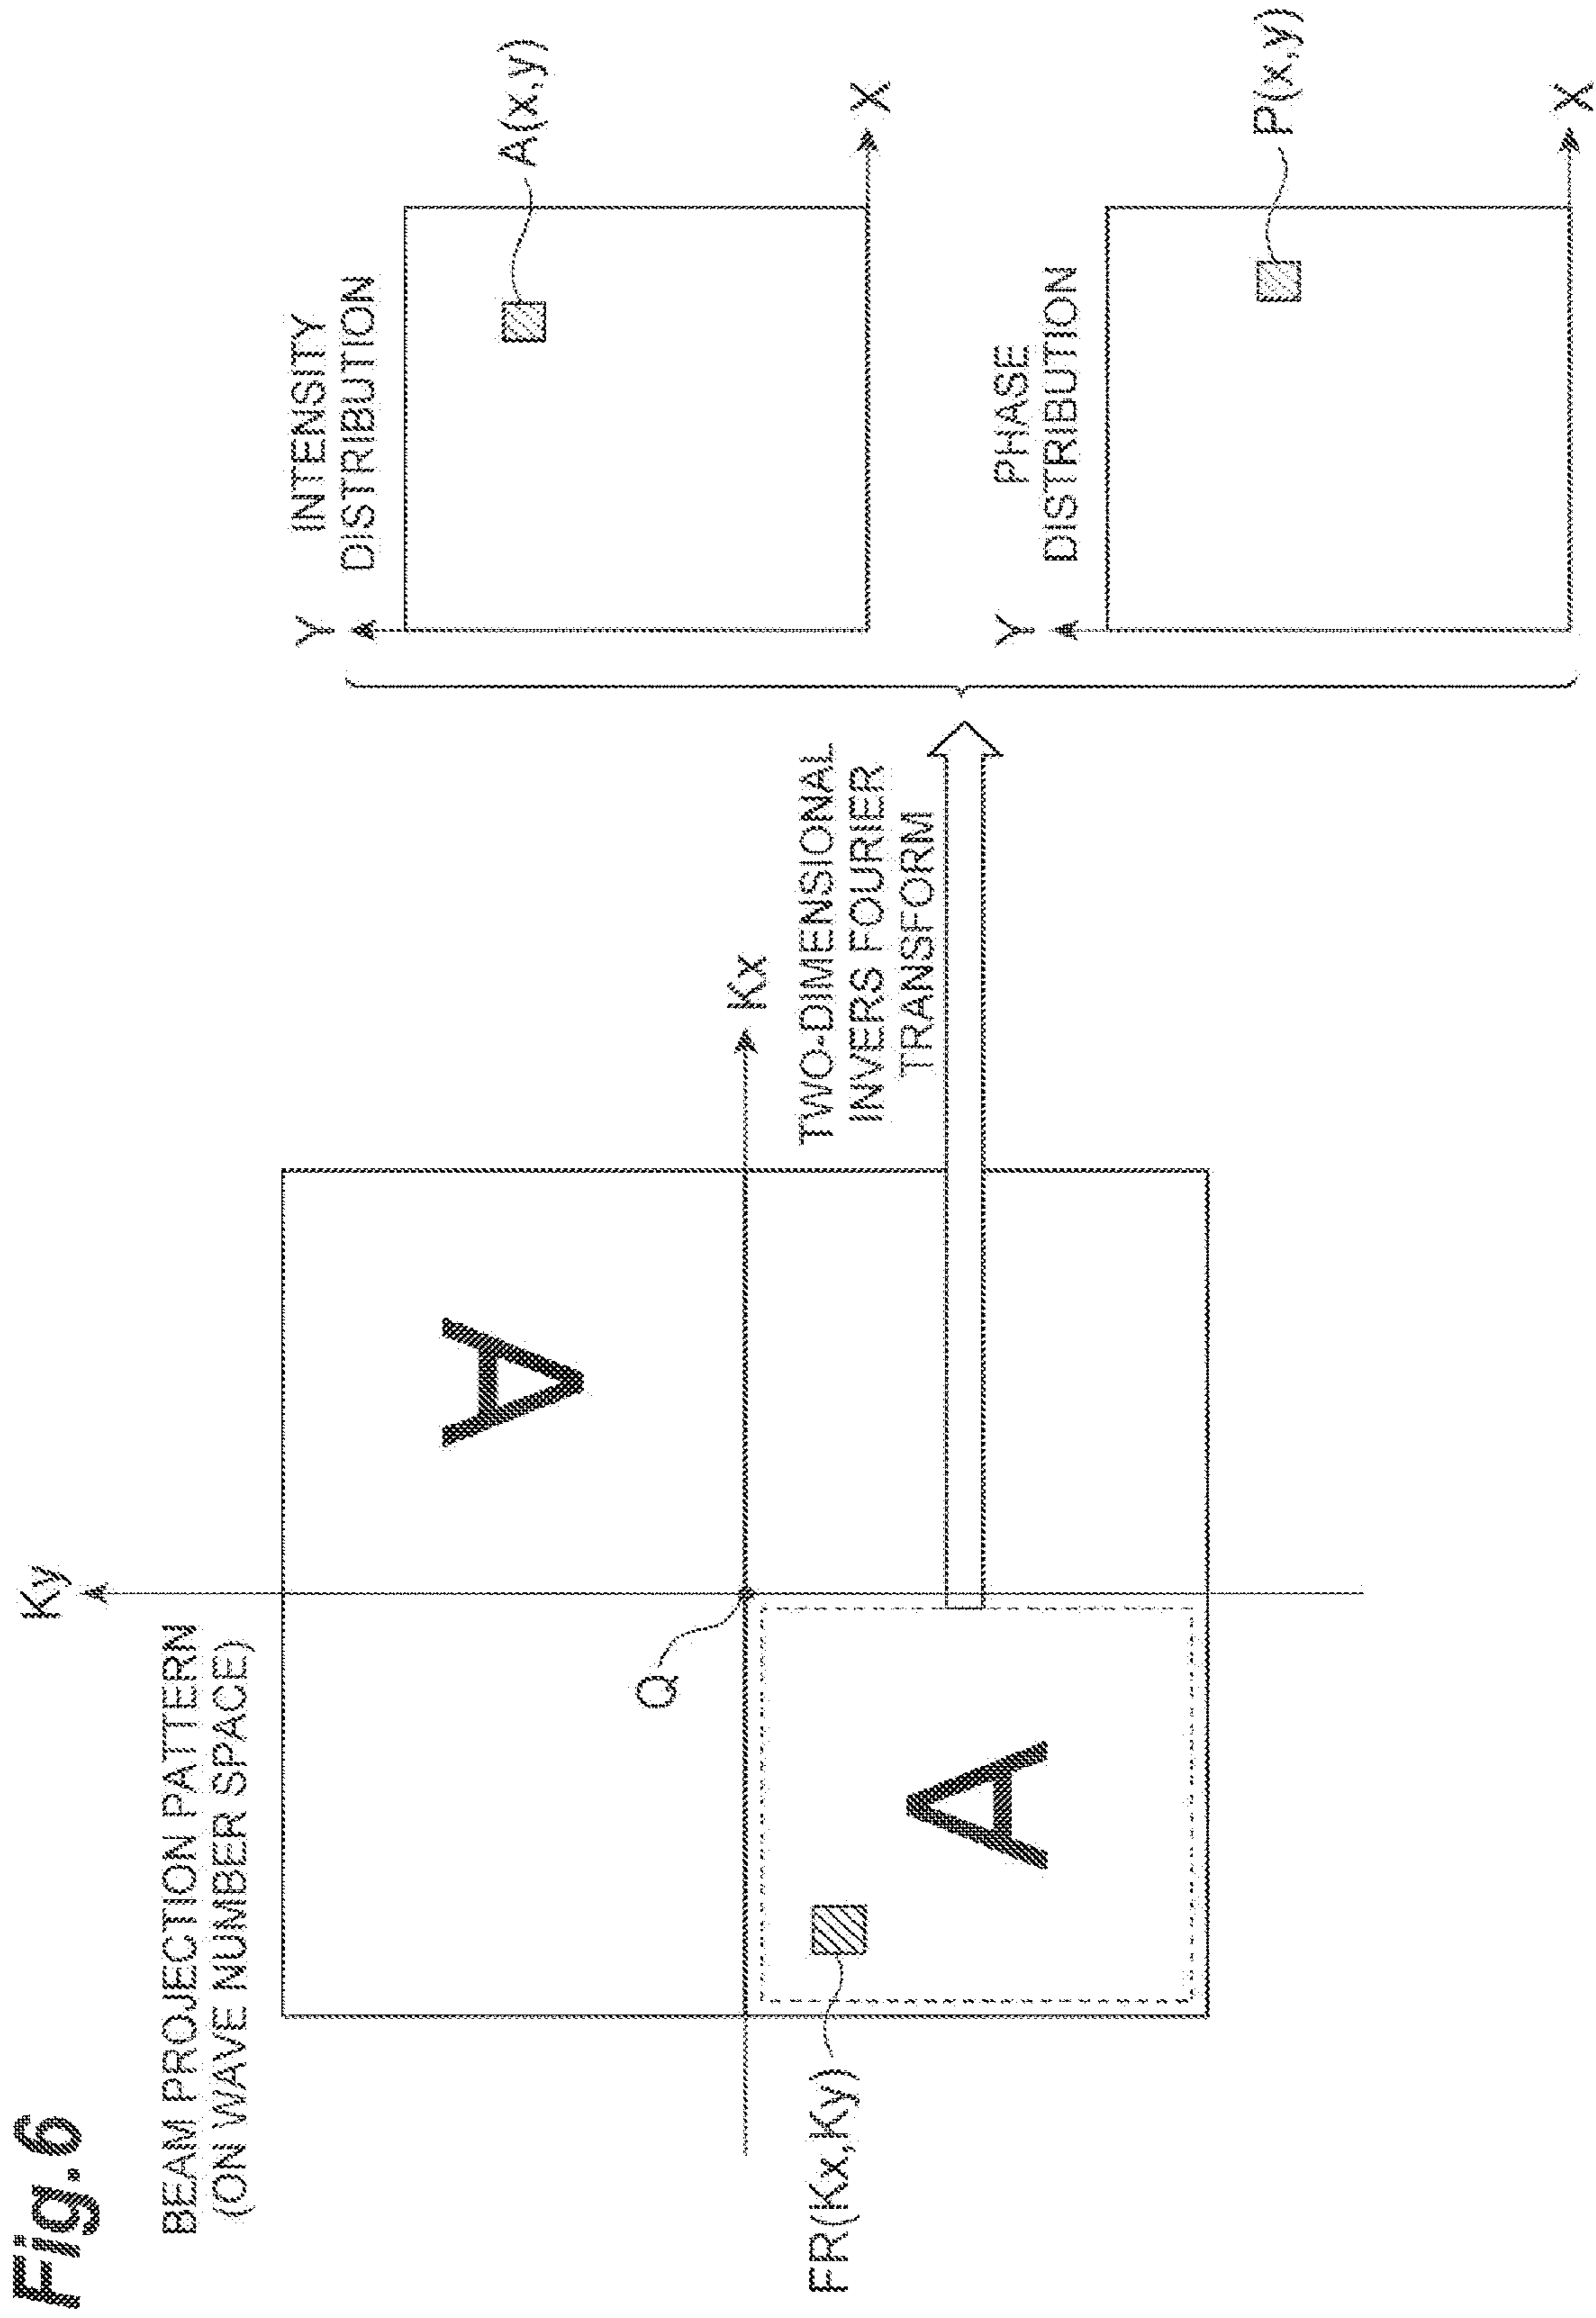 Fig.6
BEAM PROJECTION PATTERN
(ON WAVE NUMBER SPACE)
Ky
A
Q
Kx
FR(Kx,Ky)
A
TWO-DIMENSIONAL
INVERS FOURIER
TRANSFORM
INTENSITY
DISTRIBUTION
Y
A(x,y)
X
PHASE
DISTRIBUTION
Y
P(x,y)
X